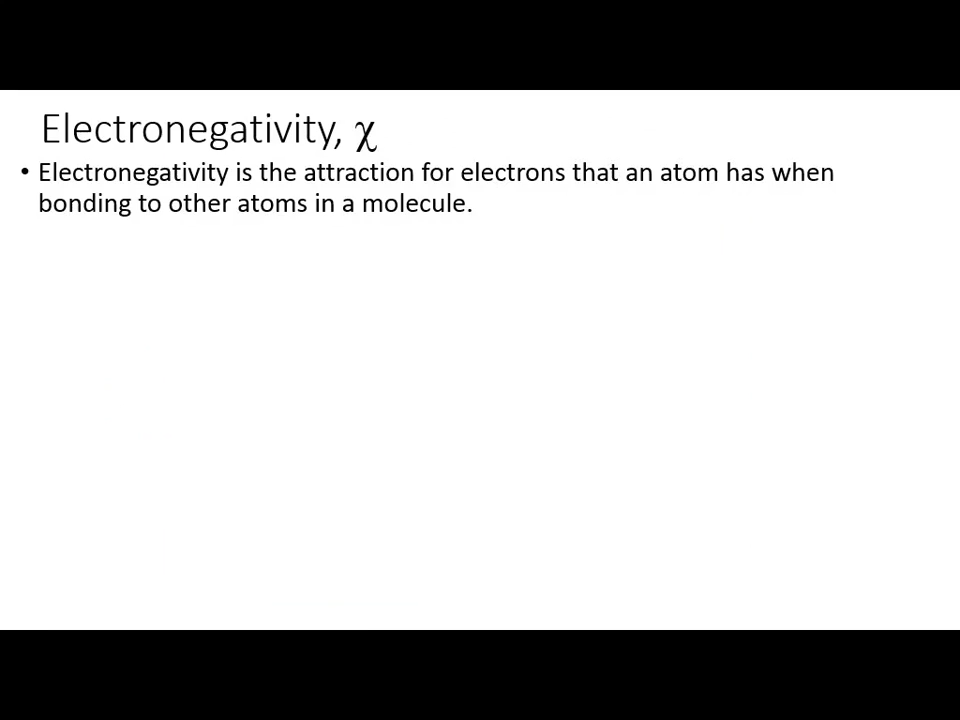 Electronegativity, χ
• Electronegativity is the attraction for electrons that an atom has when
bonding to other atoms in a molecule.